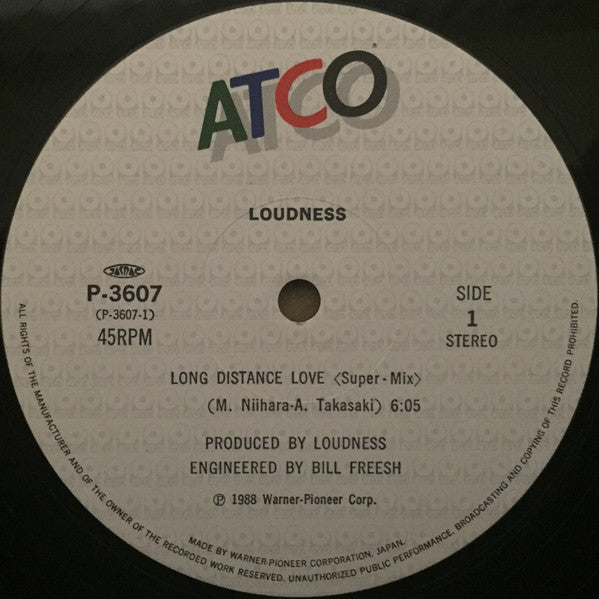 ATCO
LOUDNESS
JASRAC
P-3607
(P-3607-1)
45RPM
SIDE
1
STEREO
LONG DISTANCE LOVE <Super-Mix>
(M. Niihara-A. Takasaki) 6:05
PRODUCED BY LOUDNESS
ENGINEERED BY BILL FREESH
℗ 1988 Warner-Pioneer Corp.
MADE BY WARNER-PIONEER CORPORATION, JAPAN.
ALL RIGHTS OF THE MANUFACTURER AND OF THE OWNER OF THE RECORDED WORK RESERVED. UNAUTHORIZED PUBLIC PERFORMANCE, BROADCASTING AND COPYING OF THIS RECORD PROHIBITED.